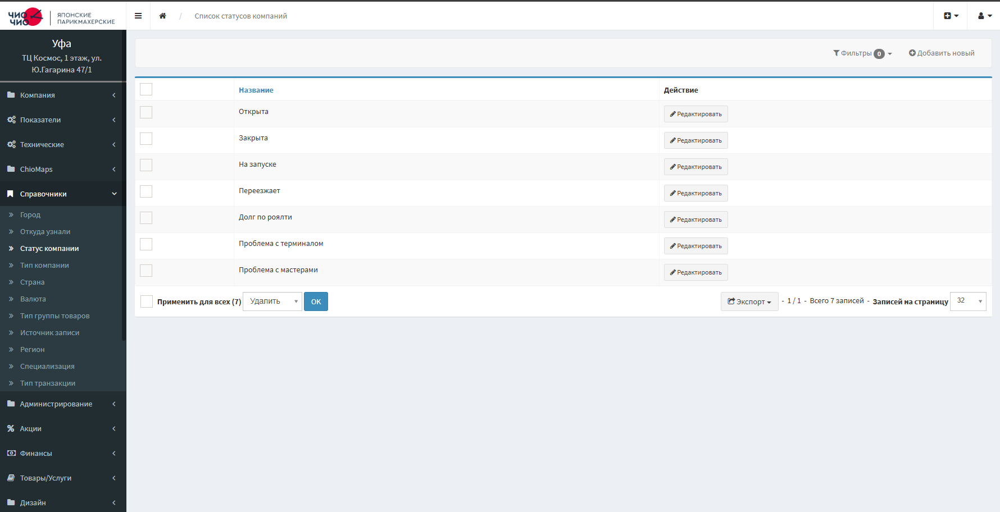 ЧИО ЧИО
ЯПОНСКИЕ
ПАРИКМАХЕРСКИЕ
/ Список статусов компаний
Уфа
ТЦ Космос, 1 этаж, ул.
Ю.Гагарина 47/1
Компания
Показатели
Технические
ChioMaps
Справочники
Город
Откуда узнали
Статус компании
Тип компании
Страна
Валюта
Тип группы товаров
Источник записи
Регион
Специализация
Тип транзакции
Администрирование
Акции
Финансы
Товары/Услуги
Дизайн
Фильтры 0
Добавить новый
Название Действие
Открыта Редактировать
Закрыта Редактировать
На запуске Редактировать
Переезжает Редактировать
Долг по роялти Редактировать
Проблема с терминалом Редактировать
Проблема с мастерами Редактировать
Применить для всех (7) Удалить OK
Экспорт - 1 / 1 - Всего 7 записей - Записей на страницу 32